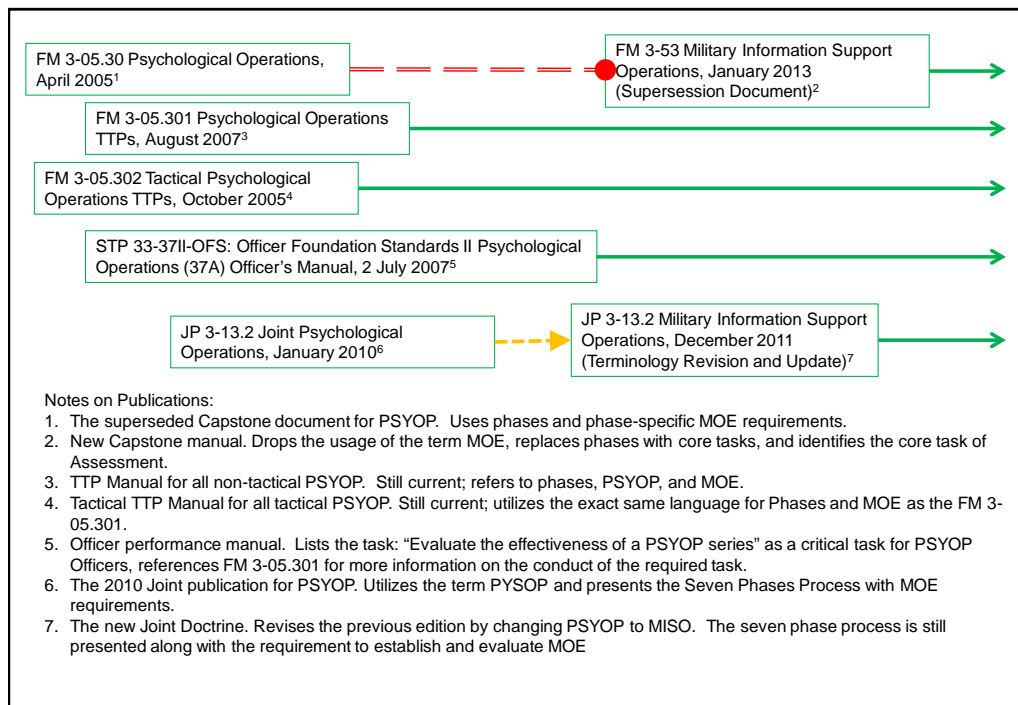 FM 3-05.30 Psychological Operations,
April 2005¹
FM 3-53 Military Information Support
Operations, January 2013
(Supersession Document)²
FM 3-05.301 Psychological Operations
TTPs, August 2007³
FM 3-05.302 Tactical Psychological
Operations TTPs, October 2005⁴
STP 33-37II-OFS: Officer Foundation Standards II Psychological
Operations (37A) Officer’s Manual, 2 July 2007⁵
JP 3-13.2 Joint Psychological
Operations, January 2010⁶
JP 3-13.2 Military Information Support
Operations, December 2011
(Terminology Revision and Update)⁷
Notes on Publications:
1. The superseded Capstone document for PSYOP. Uses phases and phase-specific MOE requirements.
2. New Capstone manual. Drops the usage of the term MOE, replaces phases with core tasks, and identifies the core task of
Assessment.
3. TTP Manual for all non-tactical PSYOP. Still current; refers to phases, PSYOP, and MOE.
4. Tactical TTP Manual for all tactical PSYOP. Still current; utilizes the exact same language for Phases and MOE as the FM 3-
05.301.
5. Officer performance manual. Lists the task: “Evaluate the effectiveness of a PSYOP series” as a critical task for PSYOP
Officers, references FM 3-05.301 for more information on the conduct of the required task.
6. The 2010 Joint publication for PSYOP. Utilizes the term PYSOP and presents the Seven Phases Process with MOE
requirements.
7. The new Joint Doctrine. Revises the previous edition by changing PSYOP to MISO. The seven phase process is still
presented along with the requirement to establish and evaluate MOE